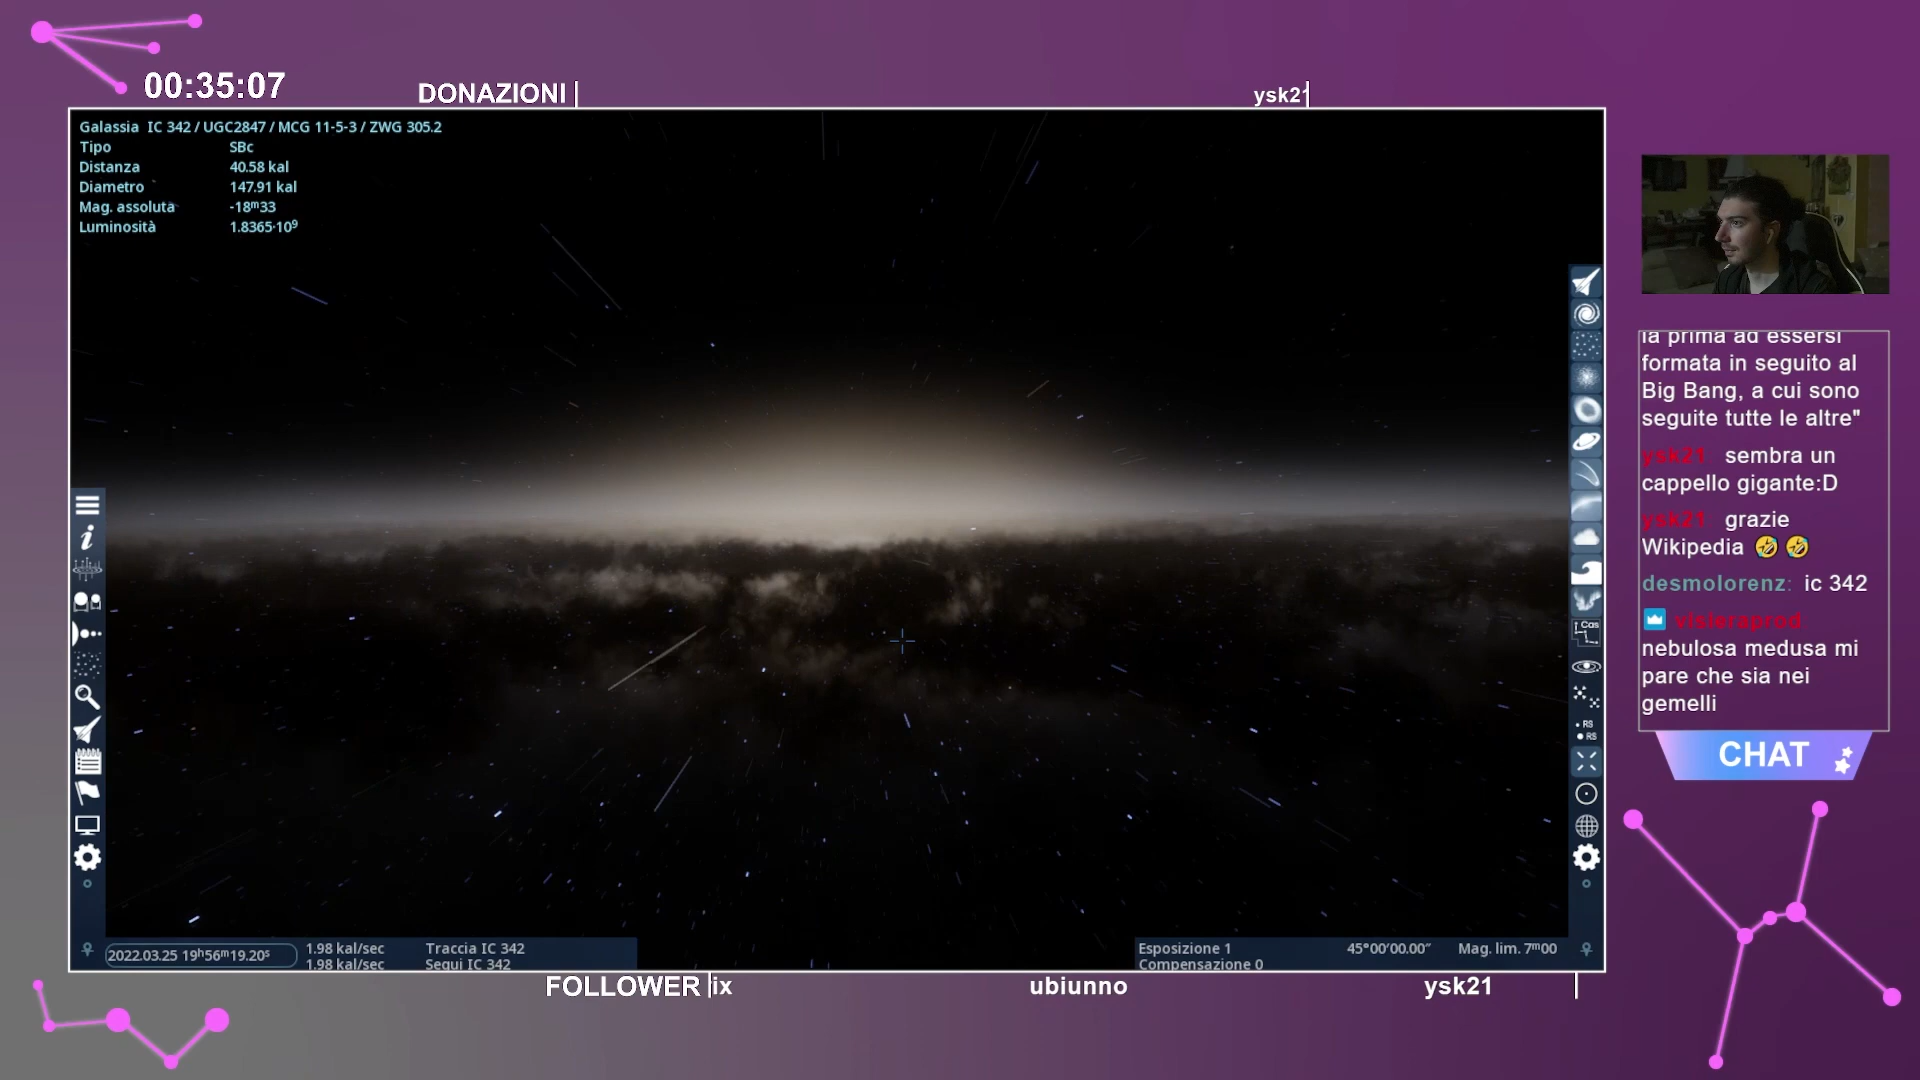 00:35:07
DONAZIONI
ysk21
Galassia IC 342 / UGC2847 / MCG 11-5-3 / ZWG 305.2
Tipo SBc
Distanza 40.58 kal
Diametro 147.91 kal
Mag. assoluta -18ᵐ33
Luminosità 1.8365·10⁹
la prima ad essersi
formata in seguito al
Big Bang, a cui sono
seguite tutte le altre"
ysk21: sembra un
cappello gigante:D
ysk21: grazie
Wikipedia 🤣 🤣
desmolorenz: ic 342
visieraprod:
nebulosa medusa mi
pare che sia nei
gemelli
CHAT
Cas
RS
RS
2022.03.25 19ʰ56ᵐ19.20ˢ
1.98 kal/sec Traccia IC 342
1.98 kal/sec Segui IC 342
Esposizione 1 45°00′00.00″ Mag. lim. 7ᵐ00
Compensazione 0
FOLLOWER ix ubiunno ysk21